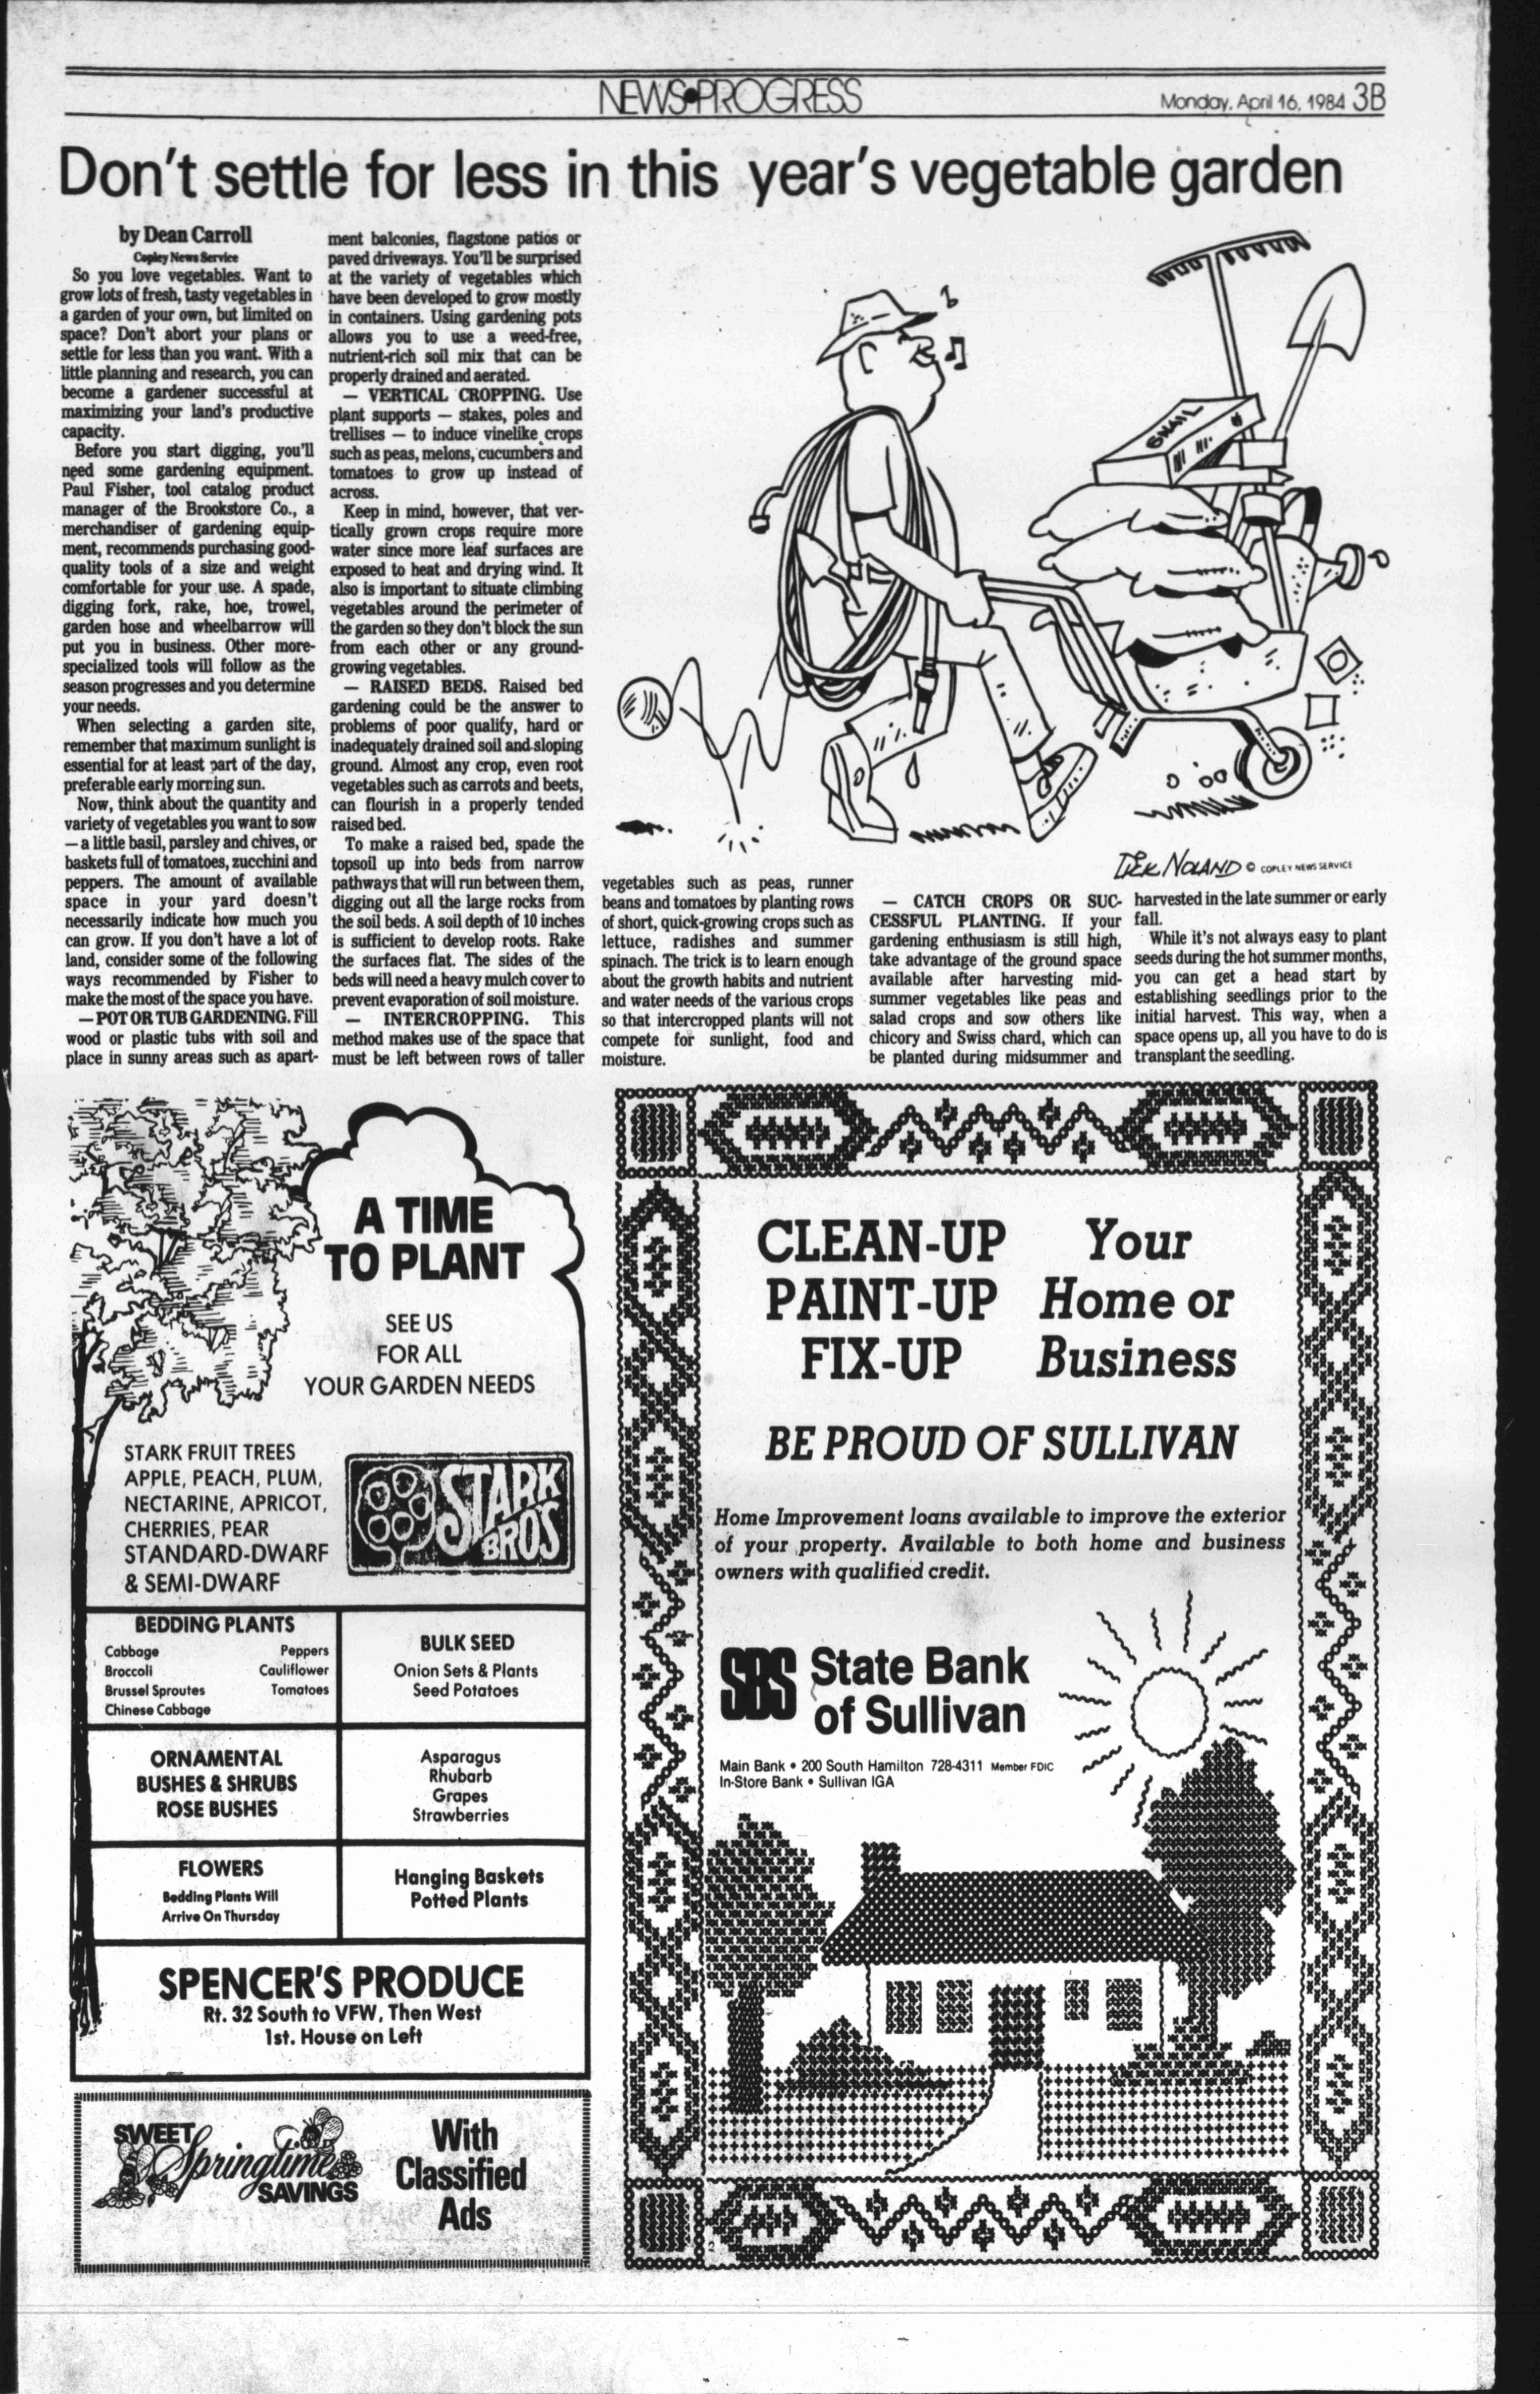 NEWS•PROGRESS
Monday, April 16, 1984 3B
Don't settle for less in this year's vegetable garden
by Dean Carroll
Copley News Service
So you love vegetables. Want to
grow lots of fresh, tasty vegetables in
a garden of your own, but limited on
space? Don't abort your plans or
settle for less than you want. With a
little planning and research, you can
become a gardener successful at
maximizing your land's productive
capacity.
Before you start digging, you'll
need some gardening equipment.
Paul Fisher, tool catalog product
manager of the Brookstore Co., a
merchandiser of gardening equip-
ment, recommends purchasing good-
quality tools of a size and weight
comfortable for your use. A spade,
digging fork, rake, hoe, trowel,
garden hose and wheelbarrow will
put you in business. Other more-
specialized tools will follow as the
season progresses and you determine
your needs.
When selecting a garden site,
remember that maximum sunlight is
essential for at least part of the day,
preferable early morning sun.
Now, think about the quantity and
variety of vegetables you want to sow
— a little basil, parsley and chives, or
baskets full of tomatoes, zucchini and
peppers. The amount of available
space in your yard doesn't
necessarily indicate how much you
can grow. If you don't have a lot of
land, consider some of the following
ways recommended by Fisher to
make the most of the space you have.
— POT OR TUB GARDENING. Fill
wood or plastic tubs with soil and
place in sunny areas such as apart-
ment balconies, flagstone patios or
paved driveways. You'll be surprised
at the variety of vegetables which
have been developed to grow mostly
in containers. Using gardening pots
allows you to use a weed-free,
nutrient-rich soil mix that can be
properly drained and aerated.
— VERTICAL CROPPING. Use
plant supports — stakes, poles and
trellises — to induce vinelike crops
such as peas, melons, cucumbers and
tomatoes to grow up instead of
across.
Keep in mind, however, that ver-
tically grown crops require more
water since more leaf surfaces are
exposed to heat and drying wind. It
also is important to situate climbing
vegetables around the perimeter of
the garden so they don't block the sun
from each other or any ground-
growing vegetables.
— RAISED BEDS. Raised bed
gardening could be the answer to
problems of poor qualify, hard or
inadequately drained soil and sloping
ground. Almost any crop, even root
vegetables such as carrots and beets,
can flourish in a properly tended
raised bed.
To make a raised bed, spade the
topsoil up into beds from narrow
pathways that will run between them,
digging out all the large rocks from
the soil beds. A soil depth of 10 inches
is sufficient to develop roots. Rake
the surfaces flat. The sides of the
beds will need a heavy mulch cover to
prevent evaporation of soil moisture.
— INTERCROPPING. This
method makes use of the space that
must be left between rows of taller
SNAIL
DICK NOLAND © COPLEY NEWS SERVICE
vegetables such as peas, runner
beans and tomatoes by planting rows
of short, quick-growing crops such as
lettuce, radishes and summer
spinach. The trick is to learn enough
about the growth habits and nutrient
and water needs of the various crops
so that intercropped plants will not
compete for sunlight, food and
moisture.
— CATCH CROPS OR SUC-
CESSFUL PLANTING. If your
gardening enthusiasm is still high,
take advantage of the ground space
available after harvesting mid-
summer vegetables like peas and
salad crops and sow others like
chicory and Swiss chard, which can
be planted during midsummer and
harvested in the late summer or early
fall.
While it's not always easy to plant
seeds during the hot summer months,
you can get a head start by
establishing seedlings prior to the
initial harvest. This way, when a
space opens up, all you have to do is
transplant the seedling.
A TIME
TO PLANT
SEE US
FOR ALL
YOUR GARDEN NEEDS
STARK FRUIT TREES
APPLE, PEACH, PLUM,
NECTARINE, APRICOT,
CHERRIES, PEAR
STANDARD-DWARF
& SEMI-DWARF
STARK
BROS
BEDDING PLANTS
Cabbage Peppers
Broccoli Cauliflower
Brussel Sproutes Tomatoes
Chinese Cabbage
BULK SEED
Onion Sets & Plants
Seed Potatoes
ORNAMENTAL
BUSHES & SHRUBS
ROSE BUSHES
Asparagus
Rhubarb
Grapes
Strawberries
FLOWERS
Bedding Plants Will
Arrive On Thursday
Hanging Baskets
Potted Plants
SPENCER'S PRODUCE
Rt. 32 South to VFW, Then West
1st. House on Left
SWEET
Springtime
SAVINGS
With
Classified
Ads
CLEAN-UP
PAINT-UP
FIX-UP
Your
Home or
Business
BE PROUD OF SULLIVAN
Home Improvement loans available to improve the exterior
of your property. Available to both home and business
owners with qualified credit.
SBS State Bank
of Sullivan
Main Bank • 200 South Hamilton 728-4311 Member FDIC
In-Store Bank • Sullivan IGA